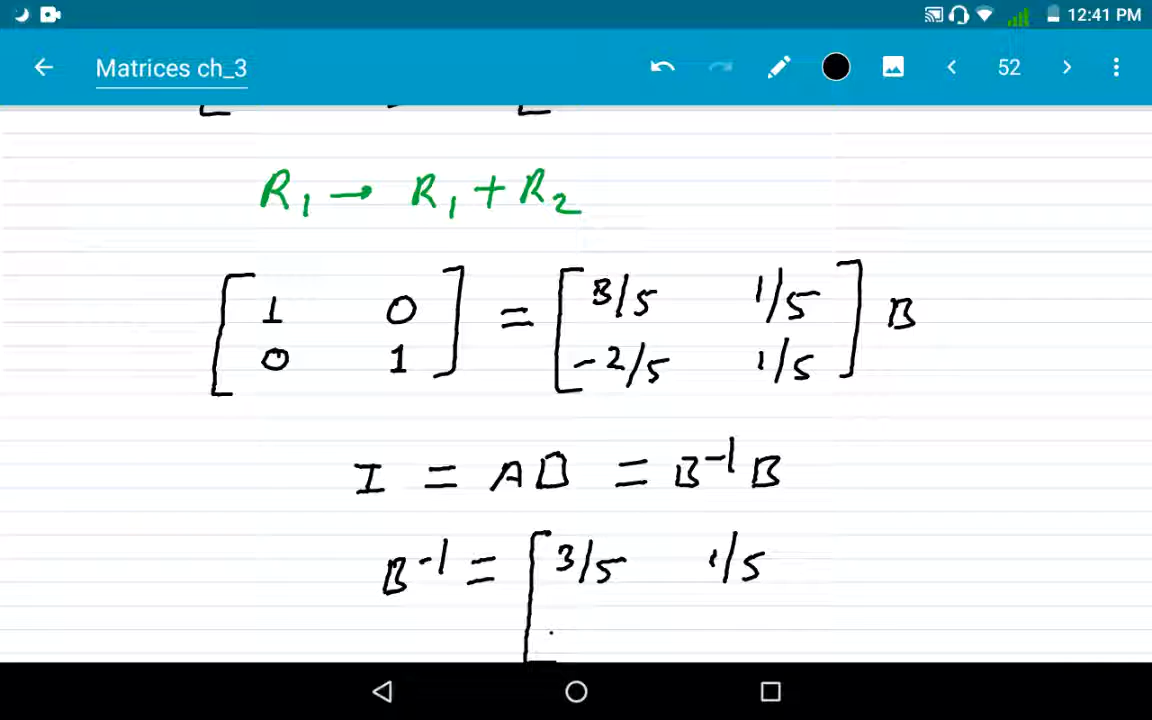 12:41 PM
Matrices ch_3 52
R₁ → R₁ + R₂
[1 0
0 1] = [3/5 1/5
-2/5 1/5] B
I = AB = B⁻¹B
B⁻¹ = [3/5 1/5